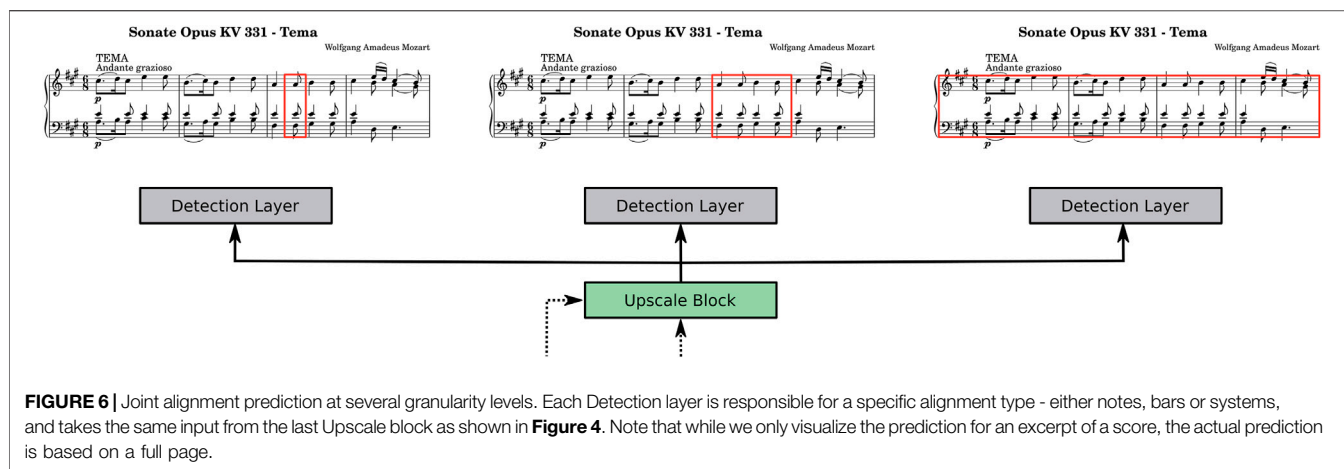 Sonate Opus KV 331 - Tema
Wolfgang Amadeus Mozart
TEMA
Andante grazioso
p
p
Sonate Opus KV 331 - Tema
Wolfgang Amadeus Mozart
TEMA
Andante grazioso
p
p
Sonate Opus KV 331 - Tema
Wolfgang Amadeus Mozart
TEMA
Andante grazioso
p
p
Detection Layer
Detection Layer
Detection Layer
Upscale Block
FIGURE 6 | Joint alignment prediction at several granularity levels. Each Detection layer is responsible for a specific alignment type - either notes, bars or systems,
and takes the same input from the last Upscale block as shown in Figure 4. Note that while we only visualize the prediction for an excerpt of a score, the actual prediction
is based on a full page.